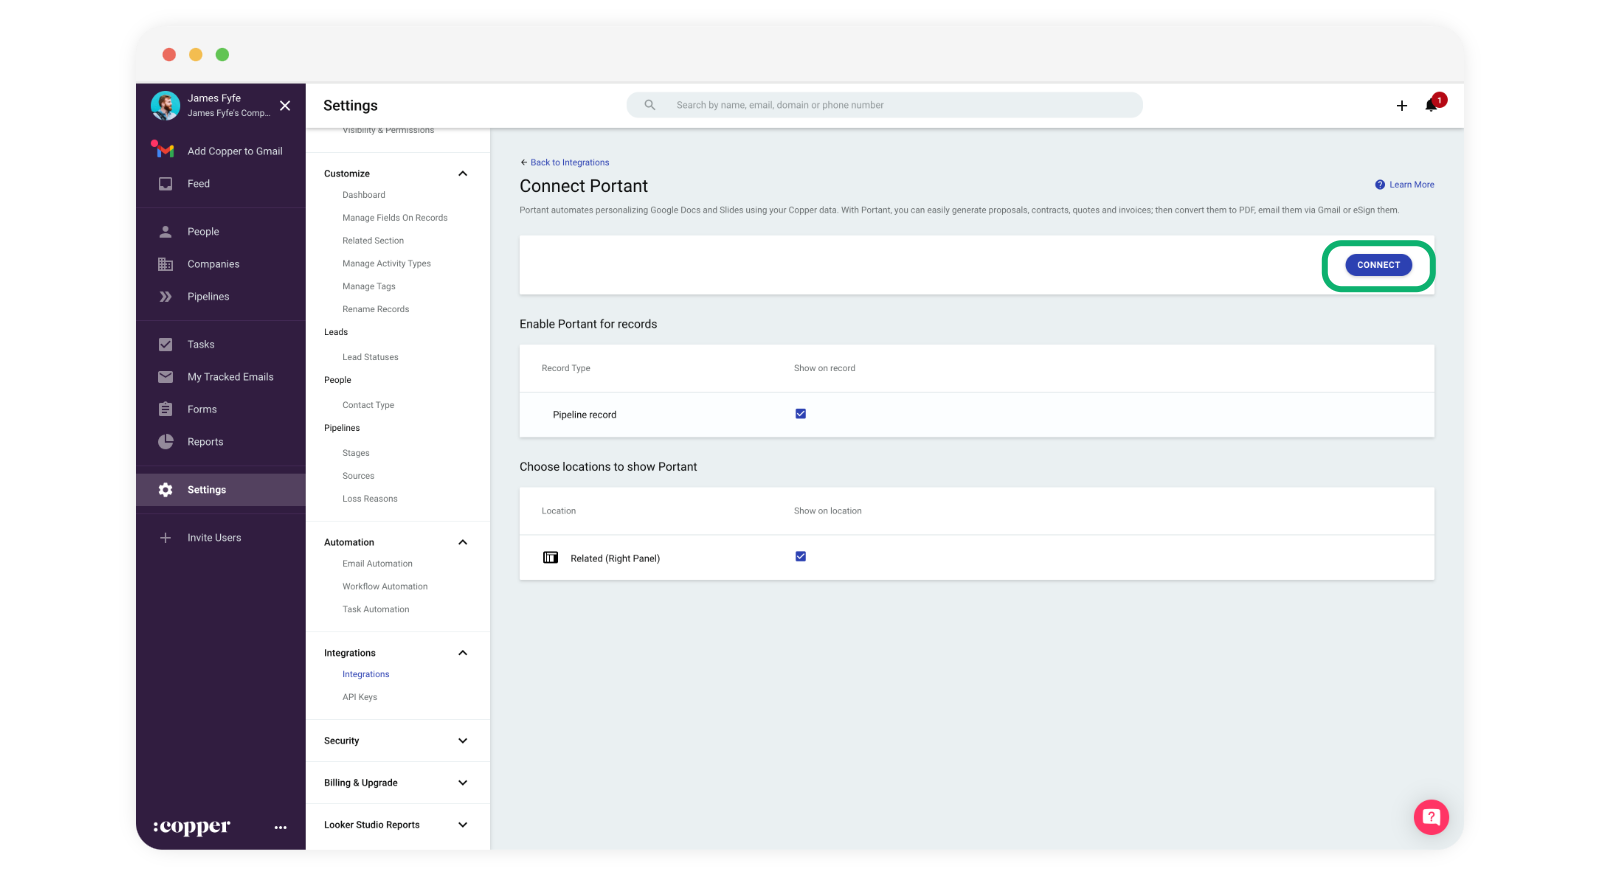 James Fyfe
James Fyfe's Comp...
Add Copper to Gmail
Feed
People
Companies
Pipelines
Tasks
My Tracked Emails
Forms
Reports
Settings
Invite Users
:copper
Settings
Search by name, email, domain or phone number
1
Visibility & Permissions
Customize
Dashboard
Manage Fields On Records
Related Section
Manage Activity Types
Manage Tags
Rename Records
Leads
Lead Statuses
People
Contact Type
Pipelines
Stages
Sources
Loss Reasons
Automation
Email Automation
Workflow Automation
Task Automation
Integrations
Integrations
API Keys
Security
Billing & Upgrade
Looker Studio Reports
Back to Integrations
Connect Portant
Learn More
Portant automates personalizing Google Docs and Slides using your Copper data. With Portant, you can easily generate proposals, contracts, quotes and invoices; then convert them to PDF, email them via Gmail or eSign them.
CONNECT
Enable Portant for records
Record Type Show on record
Pipeline record
Choose locations to show Portant
Location Show on location
Related (Right Panel)